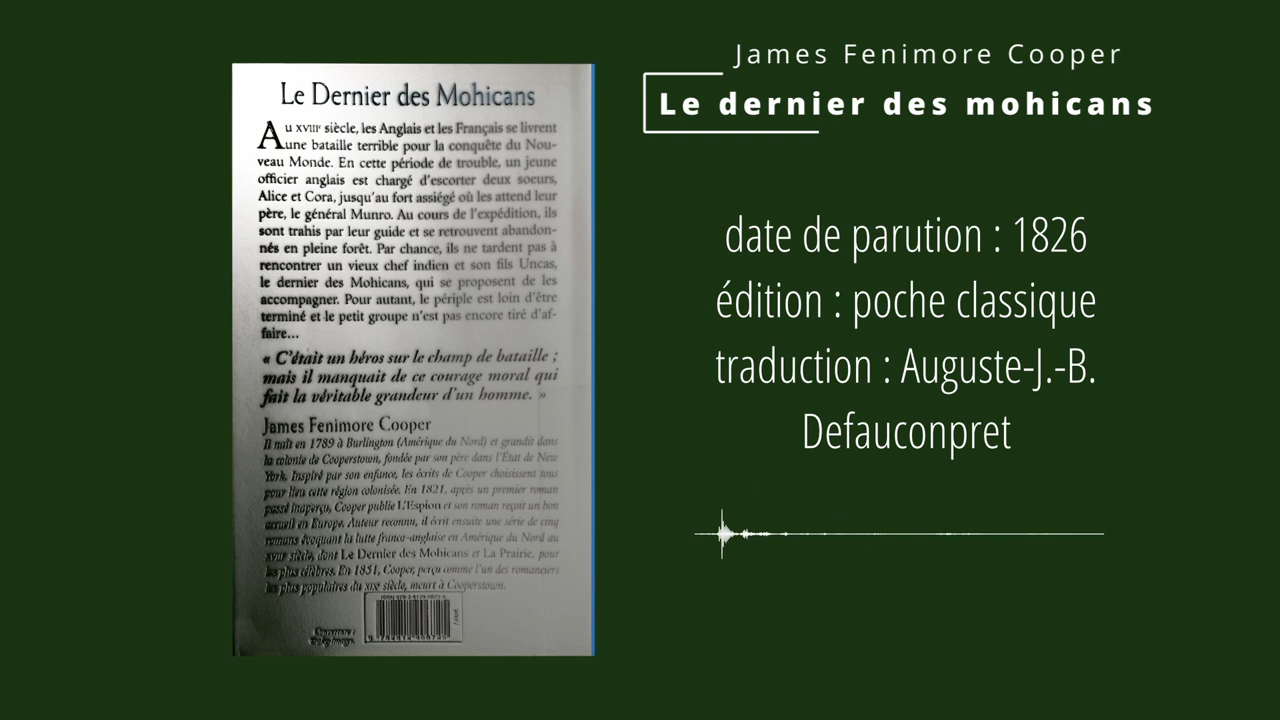 Le Dernier des Mohicans
Au XVIIIe siècle, les Anglais et les Français se livrent
une bataille terrible pour la conquête du Nou-
veau Monde. En cette période de trouble, un jeune
officier anglais est chargé d'escorter deux soeurs,
Alice et Cora, jusqu'au fort assiégé où les attend leur
père, le général Munro. Au cours de l'expédition, ils
sont trahis par leur guide et se retrouvent abandon-
nés en pleine forêt. Par chance, ils ne tardent pas à
rencontrer un vieux chef indien et son fils Uncas,
le dernier des Mohicans, qui se proposent de les
accompagner. Pour autant, le périple est loin d'être
terminé et le petit groupe n'est pas encore tiré d'af-
faire...
« C'était un héros sur le champ de bataille ;
mais il manquait de ce courage moral qui
fait la véritable grandeur d'un homme. »
James Fenimore Cooper
Il naît en 1789 à Burlington (Amérique du Nord) et grandit dans
la colonie de Cooperstown, fondée par son père dans l'État de New
York. Inspiré par son enfance, les écrits de Cooper choisissent tous
pour lieu cette région colonisée. En 1821, après un premier roman
passé inaperçu, Cooper publie L'Espion et son roman reçoit un bon
accueil en Europe. Auteur reconnu, il écrit ensuite une série de cinq
romans évoquant la lutte franco-anglaise en Amérique du Nord au
XVIIIe siècle, dont Le Dernier des Mohicans et La Prairie, pour
les plus célèbres. En 1851, Cooper, perçu comme l'un des romanciers
les plus populaires du XIXe siècle, meurt à Cooperstown.
James Fenimore Cooper
Le dernier des mohicans
date de parution : 1826
édition : poche classique
traduction : Auguste-J.-B.
Defauconpret